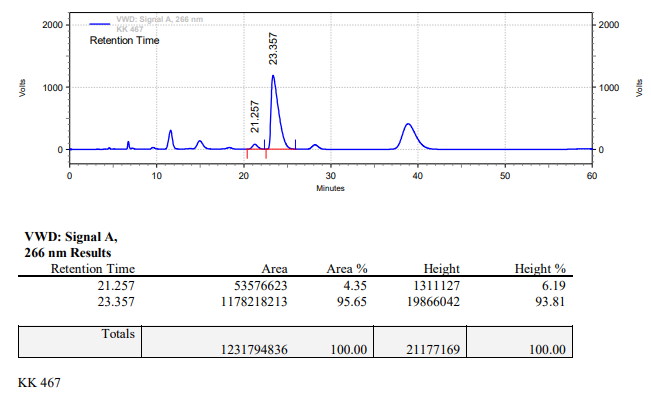 VWD: Signal A, 266 nm
KK 467
Retention Time
2000
1000
0
Volts
21.257
23.357
2000
1000
0
Volts
0 10 20 30 40 50 60
Minutes
VWD: Signal A,
266 nm Results
Retention Time Area Area % Height Height %
21.257 53576623 4.35 1311127 6.19
23.357 1178218213 95.65 19866042 93.81
Totals
1231794836 100.00 21177169 100.00
KK 467